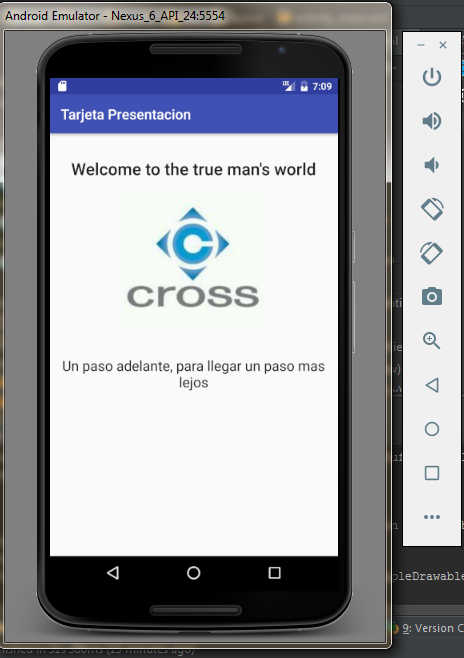 Android Emulator - Nexus_6_API_24:5554
7:09
Tarjeta Presentacion
Welcome to the true man's world
C
cross
Un paso adelante, para llegar un paso mas
lejos
pleDrawable
9: Version C